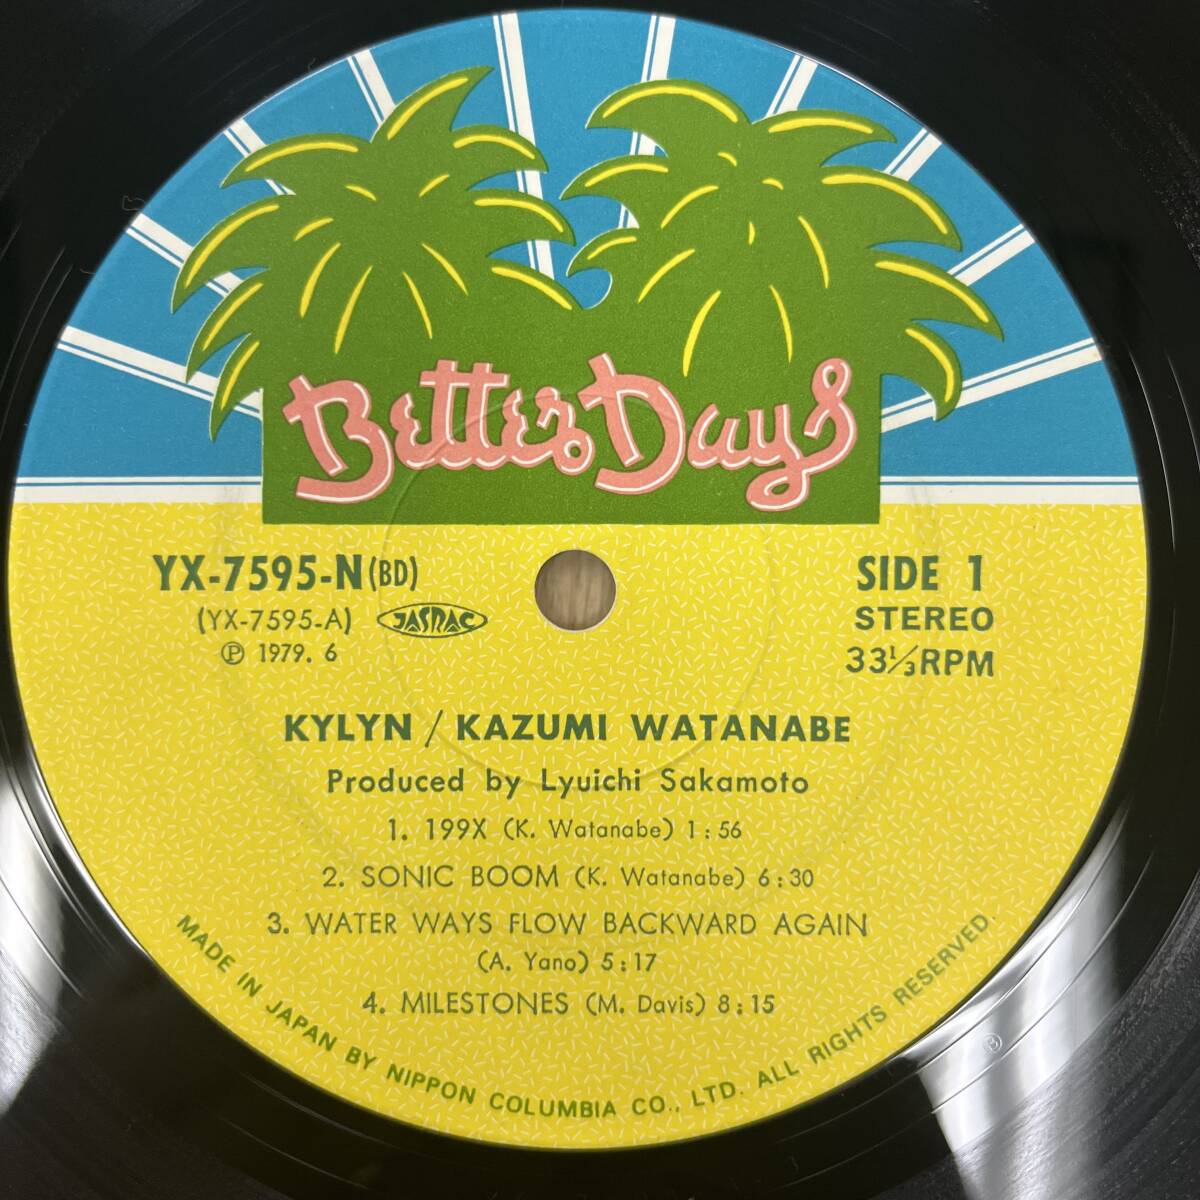 Better Days
YX-7595-N(BD)
(YX-7595-A)
JASRAC
Ⓟ 1979. 6
SIDE 1
STEREO
33⅓RPM
KYLYN / KAZUMI WATANABE
Produced by Lyuichi Sakamoto
1. 199X (K. Watanabe) 1:56
2. SONIC BOOM (K. Watanabe) 6:30
3. WATER WAYS FLOW BACKWARD AGAIN
(A. Yano) 5:17
4. MILESTONES (M. Davis) 8:15
MADE IN JAPAN BY NIPPON COLUMBIA CO., LTD. ALL RIGHTS RESERVED.